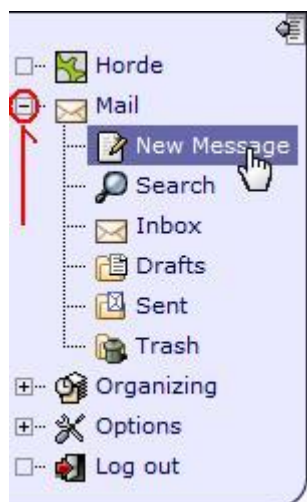 Horde
Mail
New Message
Search
Inbox
Drafts
Sent
Trash
Organizing
Options
Log out